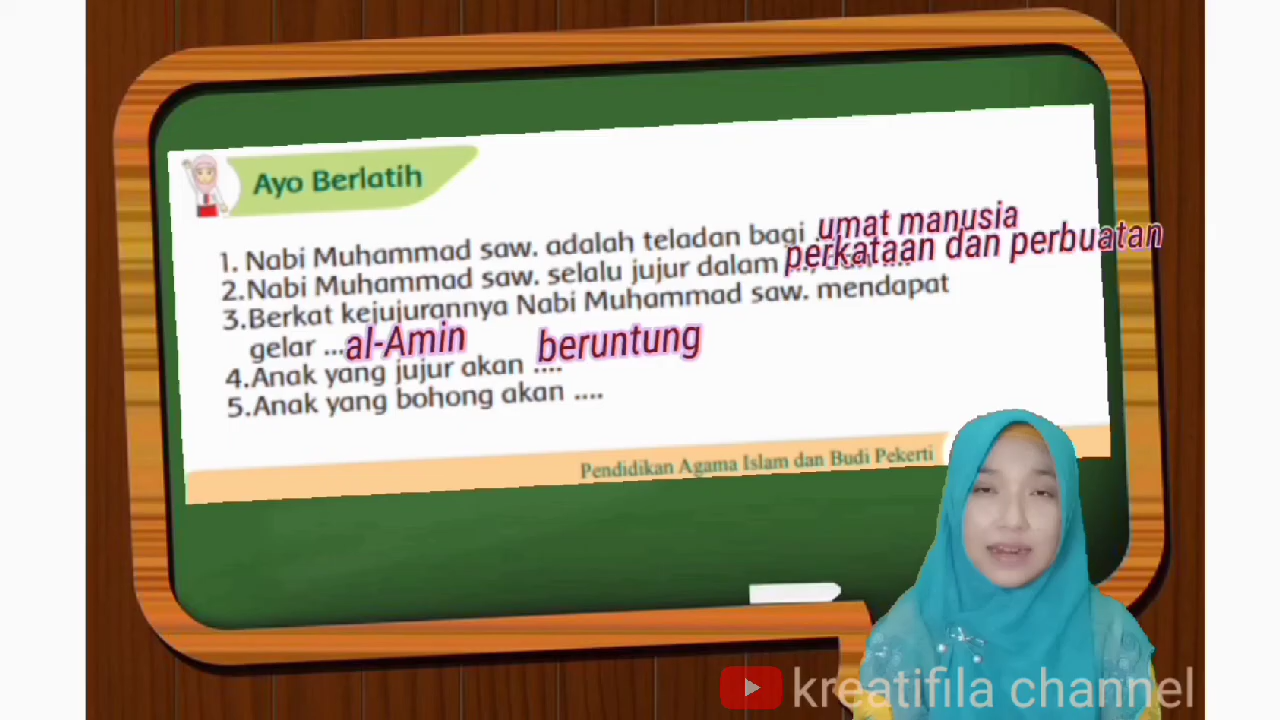 Ayo Berlatih
1. Nabi Muhammad saw. adalah teladan bagi umat manusia
2.Nabi Muhammad saw. selalu jujur dalam perkataan dan perbuatan
3.Berkat kejujurannya Nabi Muhammad saw. mendapat
gelar ...al-Amin
4.Anak yang jujur akan .... beruntung
5.Anak yang bohong akan ....
Pendidikan Agama Islam dan Budi Pekerti
kreatifila channel